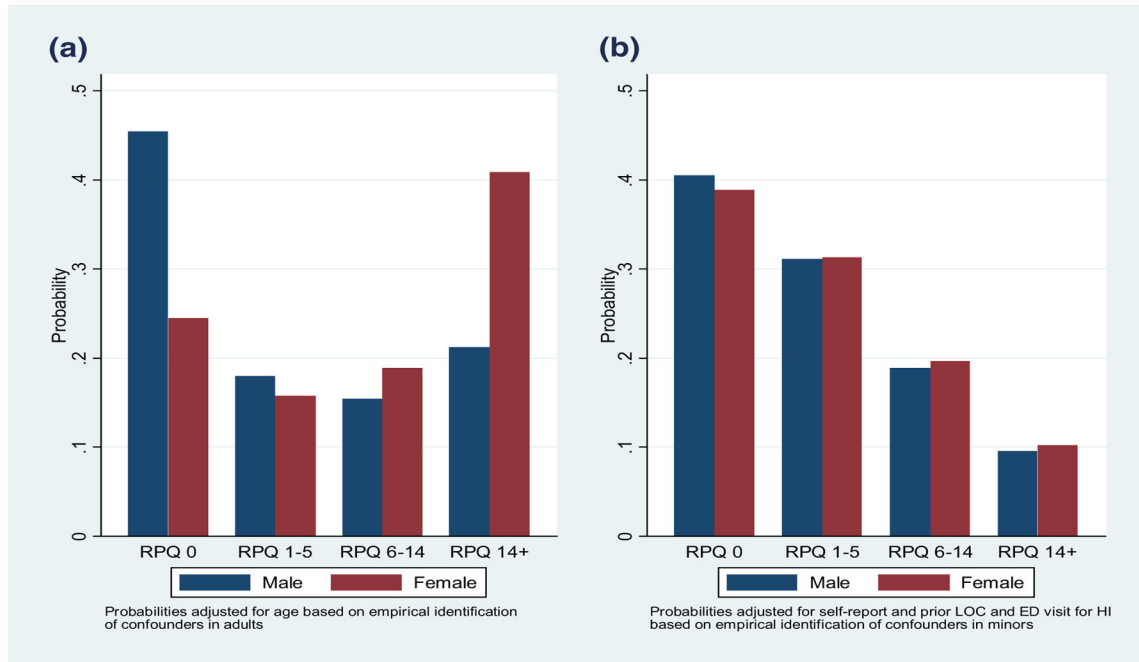 (a)
.5
.4
.3
.2
.1
0
Probability
RPQ 0 RPQ 1-5 RPQ 6-14 RPQ 14+
Male Female
Probabilities adjusted for age based on empirical identification
of confounders in adults
(b)
.5
.4
.3
.2
.1
0
Probability
RPQ 0 RPQ 1-5 RPQ 6-14 RPQ 14+
Male Female
Probabilities adjusted for self-report and prior LOC and ED visit for HI
based on empirical identification of confounders in minors